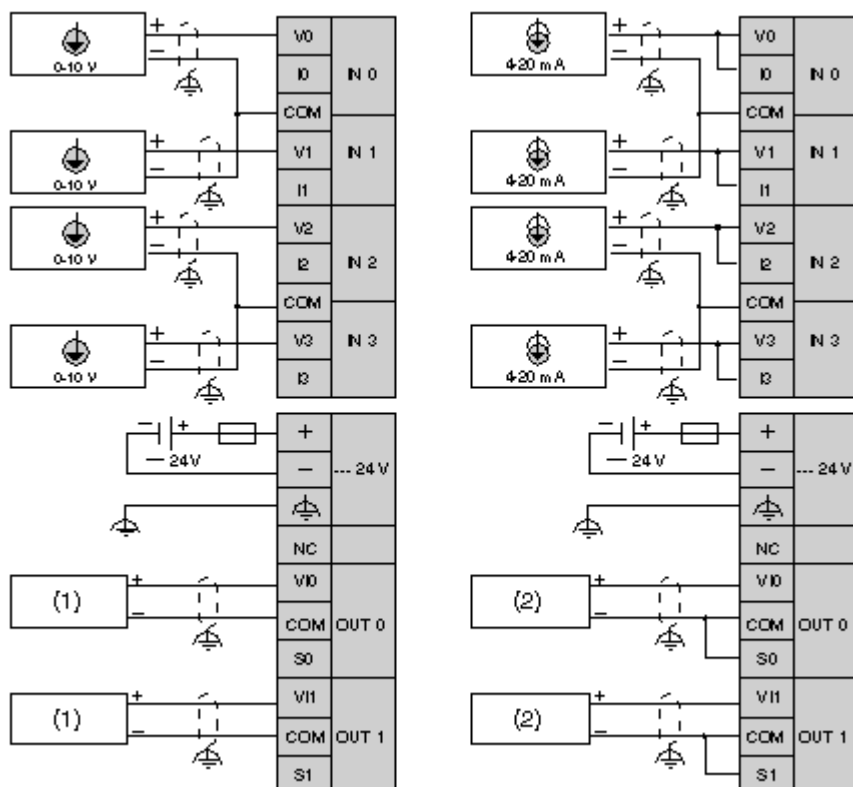 0-10 V
+
−
V0
I0
IN 0
COM
0-10 V
+
−
V1
IN 1
I1
0-10 V
+
−
V2
I2
IN 2
COM
0-10 V
+
−
V3
IN 3
I3
− +
− 24V
+
−
--- 24 V
NC
(1)
+
−
VI0
COM OUT 0
S0
(1)
+
−
VI1
COM OUT 1
S1
4-20 mA
+
−
V0
I0
IN 0
COM
4-20 mA
+
−
V1
IN 1
I1
4-20 mA
+
−
V2
I2
IN 2
COM
4-20 mA
+
−
V3
IN 3
I3
− +
− 24V
+
−
--- 24 V
NC
(2)
+
−
VI0
COM OUT 0
S0
(2)
+
−
VI1
COM OUT 1
S1